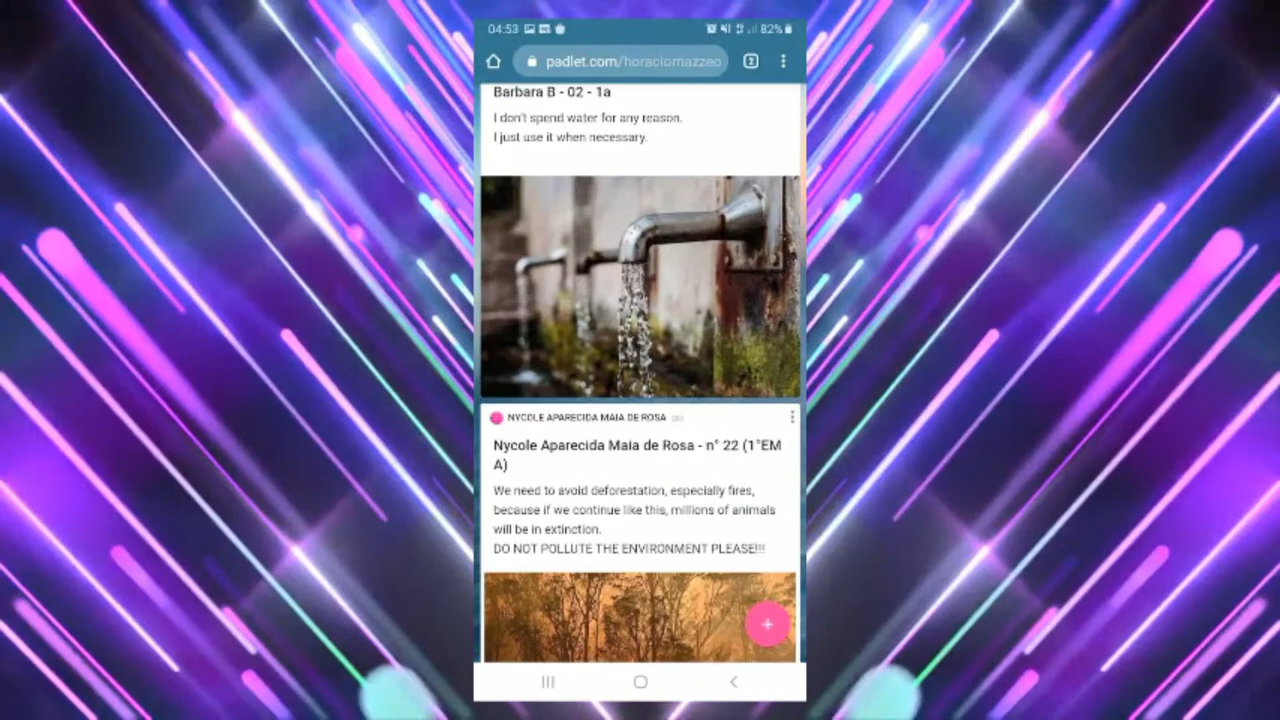 04:53
82%
padlet.com/horaciomazzeo
2
Barbara B - 02 - 1a
I don't spend water for any reason.
I just use it when necessary.
NYCOLE APARECIDA MAIA DE ROSA
Nycole Aparecida Maia de Rosa - n° 22 (1°EM
A)
We need to avoid deforestation, especially fires,
because if we continue like this, millions of animals
will be in extinction.
DO NOT POLLUTE THE ENVIRONMENT PLEASE!!!